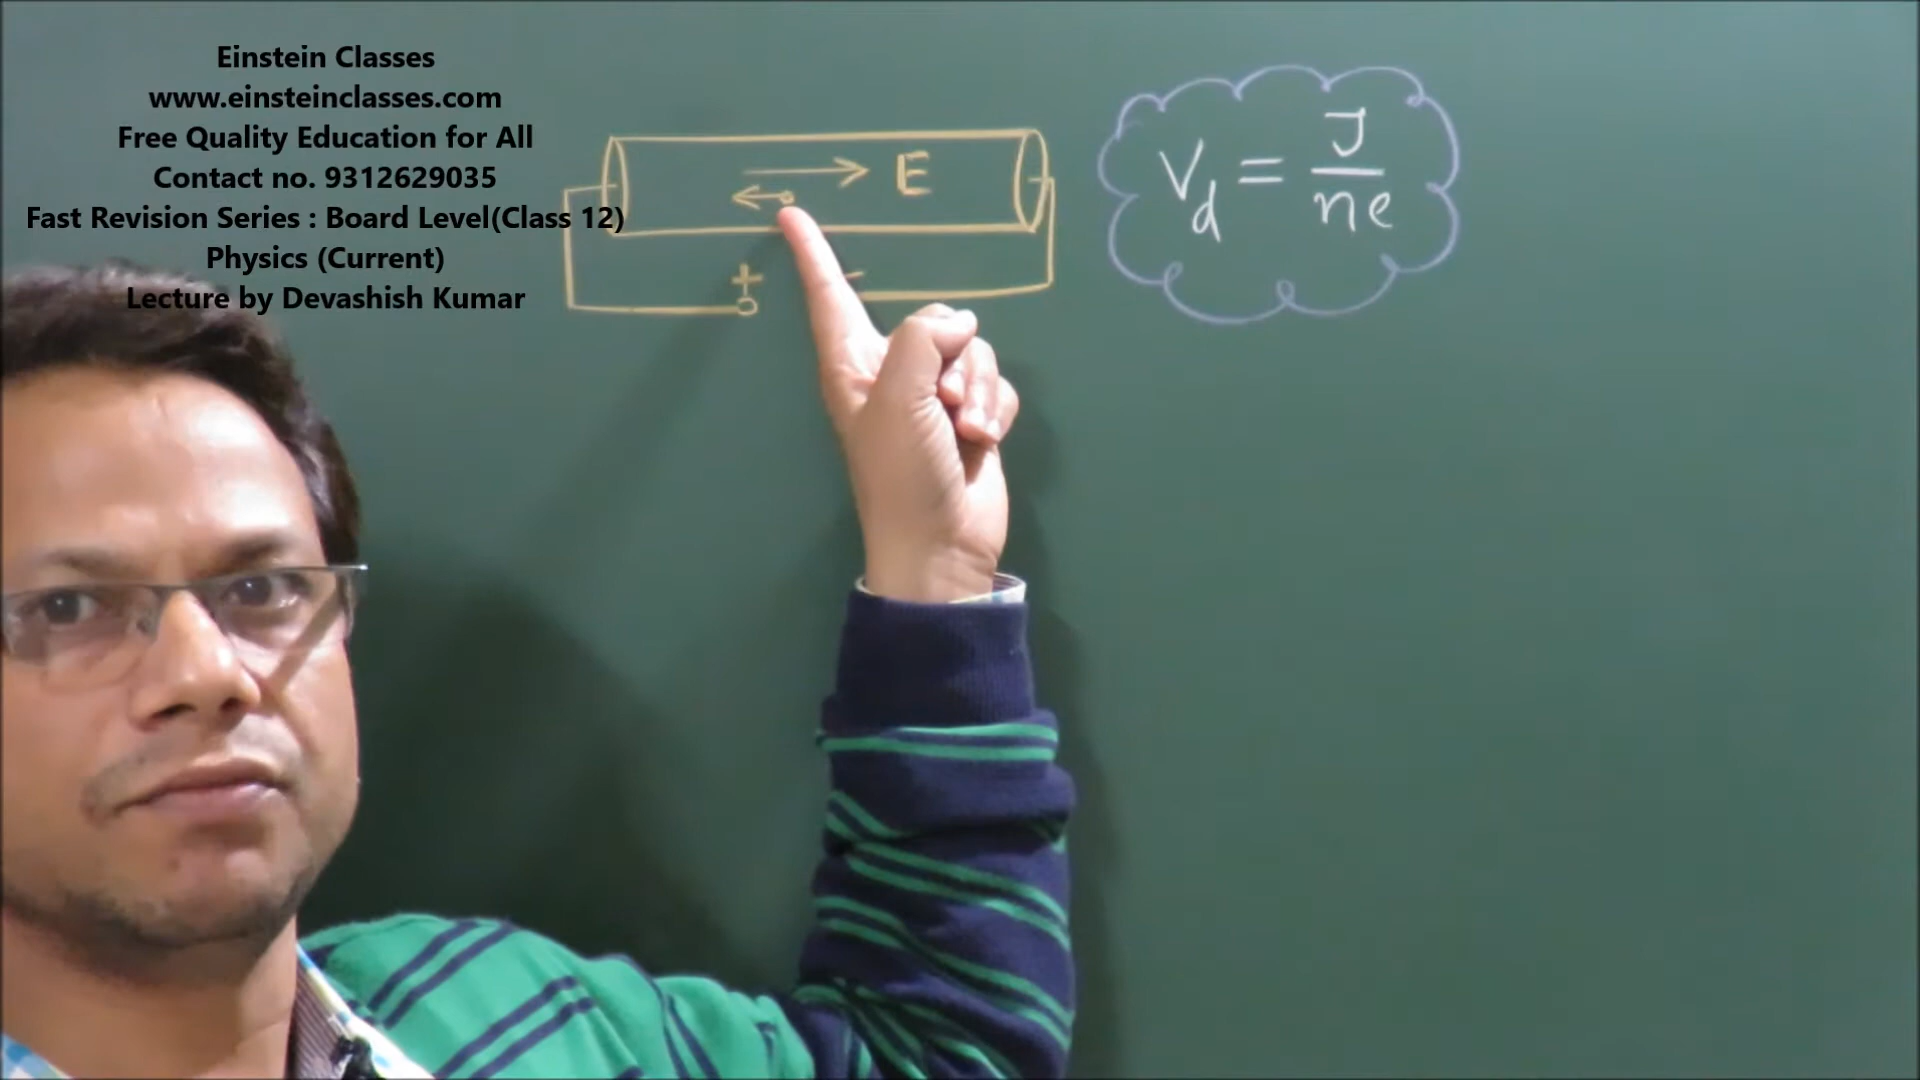 Einstein Classes
www.einsteinclasses.com
Free Quality Education for All
Contact no. 9312629035
Fast Revision Series : Board Level(Class 12)
Physics (Current)
Lecture by Devashish Kumar
E
+
-
V_d = J/ne